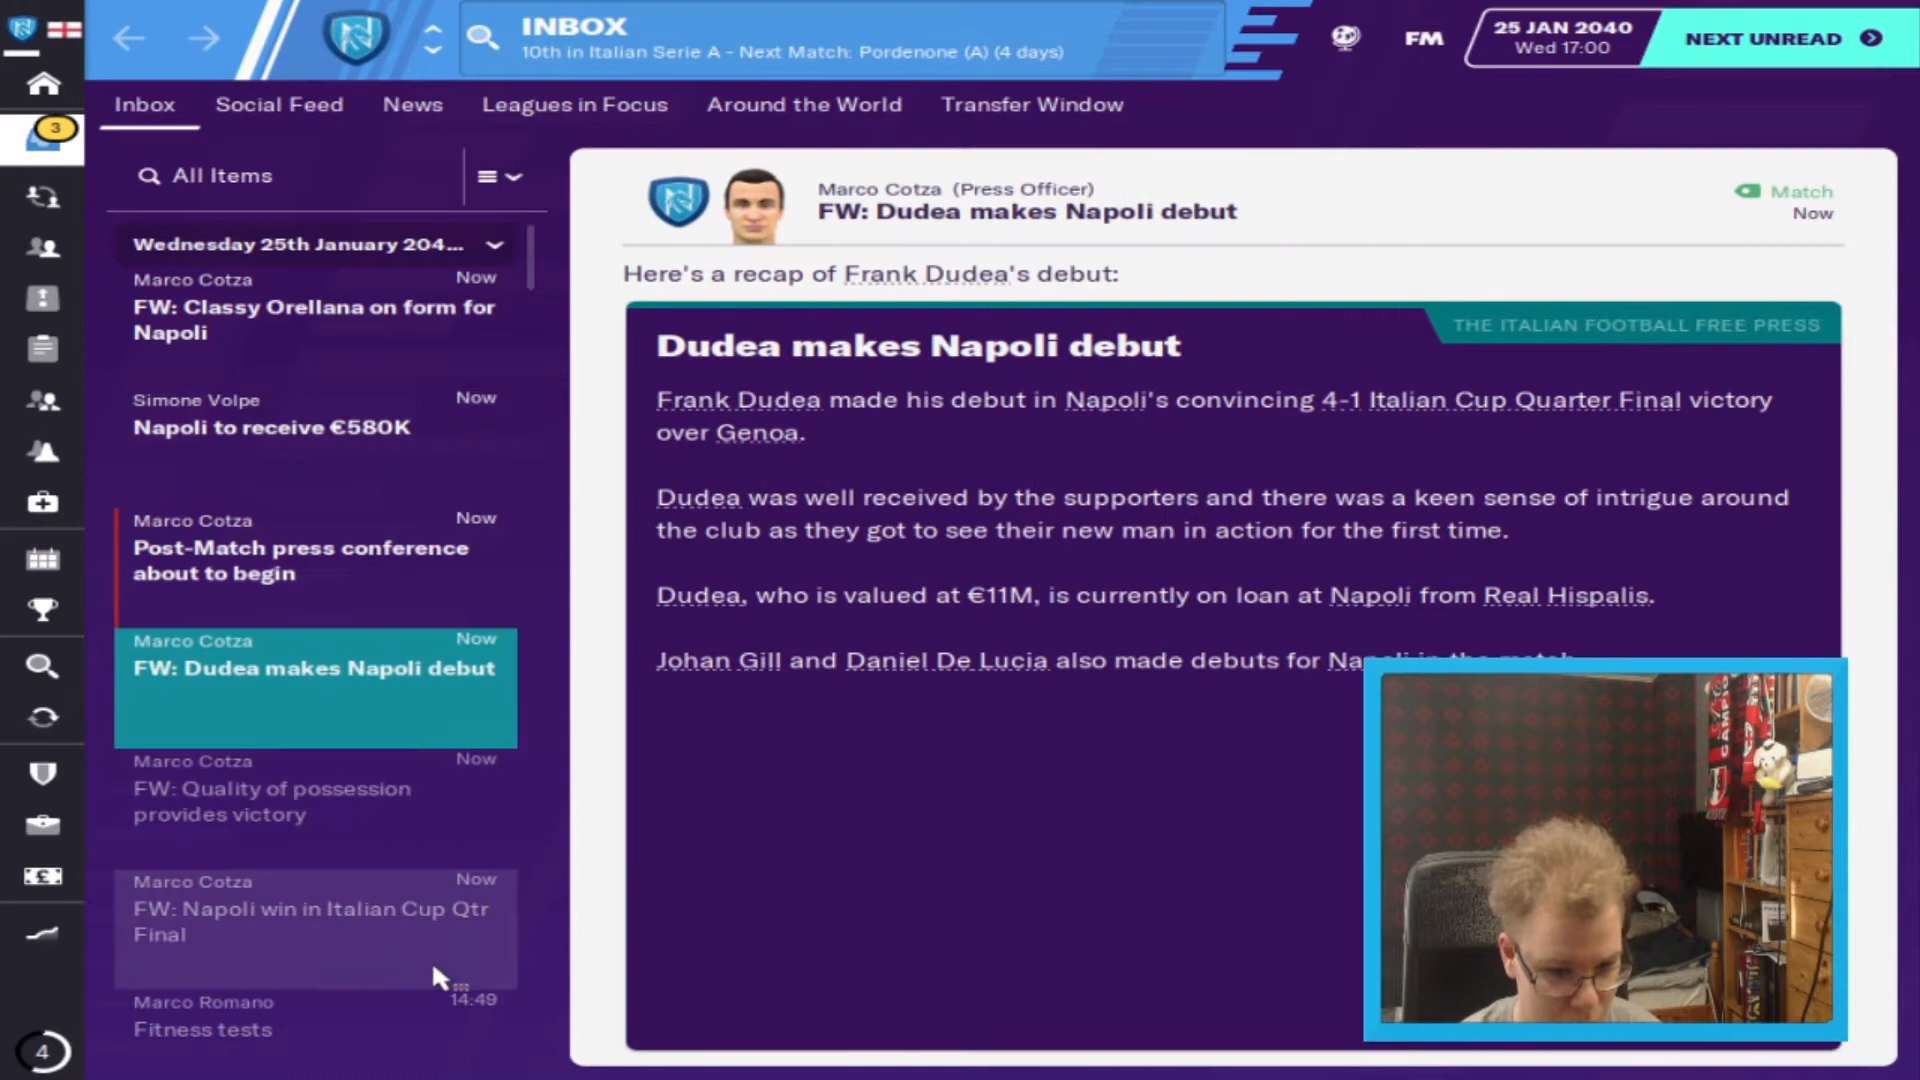 INBOX
10th in Italian Serie A - Next Match: Pordenone (A) (4 days)
FM
25 JAN 2040
Wed 17:00
NEXT UNREAD
Inbox
Social Feed
News
Leagues in Focus
Around the World
Transfer Window
3
All Items
Wednesday 25th January 204...
Marco Cotza
Now
FW: Classy Orellana on form for
Napoli
Simone Volpe
Now
Napoli to receive €580K
Marco Cotza
Now
Post-Match press conference
about to begin
Marco Cotza
Now
FW: Dudea makes Napoli debut
Marco Cotza
Now
FW: Quality of possession
provides victory
Marco Cotza
Now
FW: Napoli win in Italian Cup Qtr
Final
Marco Romano
14:49
Fitness tests
4
Marco Cotza (Press Officer)
FW: Dudea makes Napoli debut
Match
Now
Here's a recap of Frank Dudea's debut:
THE ITALIAN FOOTBALL FREE PRESS
Dudea makes Napoli debut
Frank Dudea made his debut in Napoli's convincing 4-1 Italian Cup Quarter Final victory
over Genoa.
Dudea was well received by the supporters and there was a keen sense of intrigue around
the club as they got to see their new man in action for the first time.
Dudea, who is valued at €11M, is currently on loan at Napoli from Real Hispalis.
Johan Gill and Daniel De Lucia also made debuts for Napoli in the match.